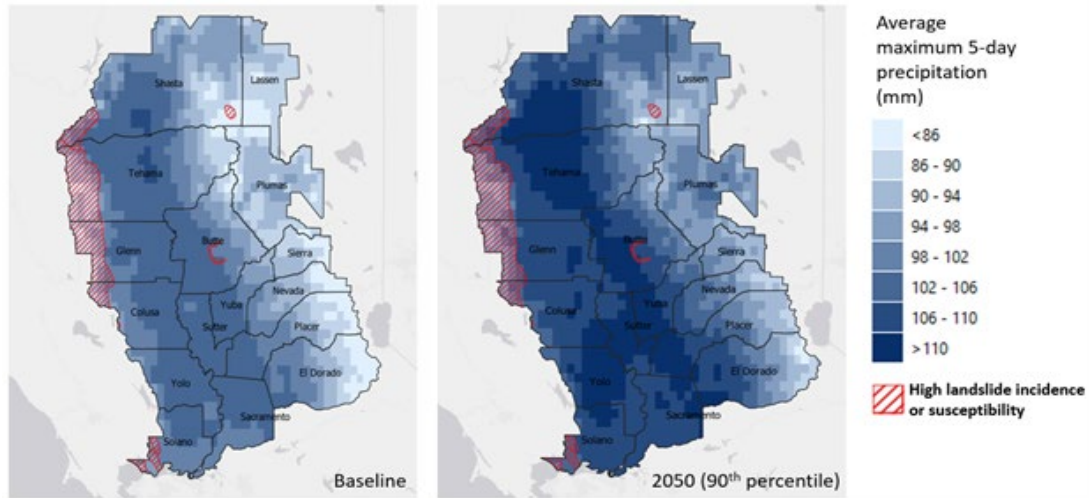 Shasta
Lassen
Tehama
Plumas
Glenn
Butte
Sierra
Colusa
Yuba
Nevada
Sutter
Placer
Yolo
El Dorado
Sacramento
Solano
Baseline
Shasta
Lassen
Tehama
Plumas
Glenn
Butte
Sierra
Colusa
Yuba
Nevada
Sutter
Placer
Yolo
El Dorado
Sacramento
Solano
2050 (90th percentile)
Average
maximum 5-day
precipitation
(mm)
<86
86 - 90
90 - 94
94 - 98
98 - 102
102 - 106
106 - 110
>110
High landslide incidence
or susceptibility